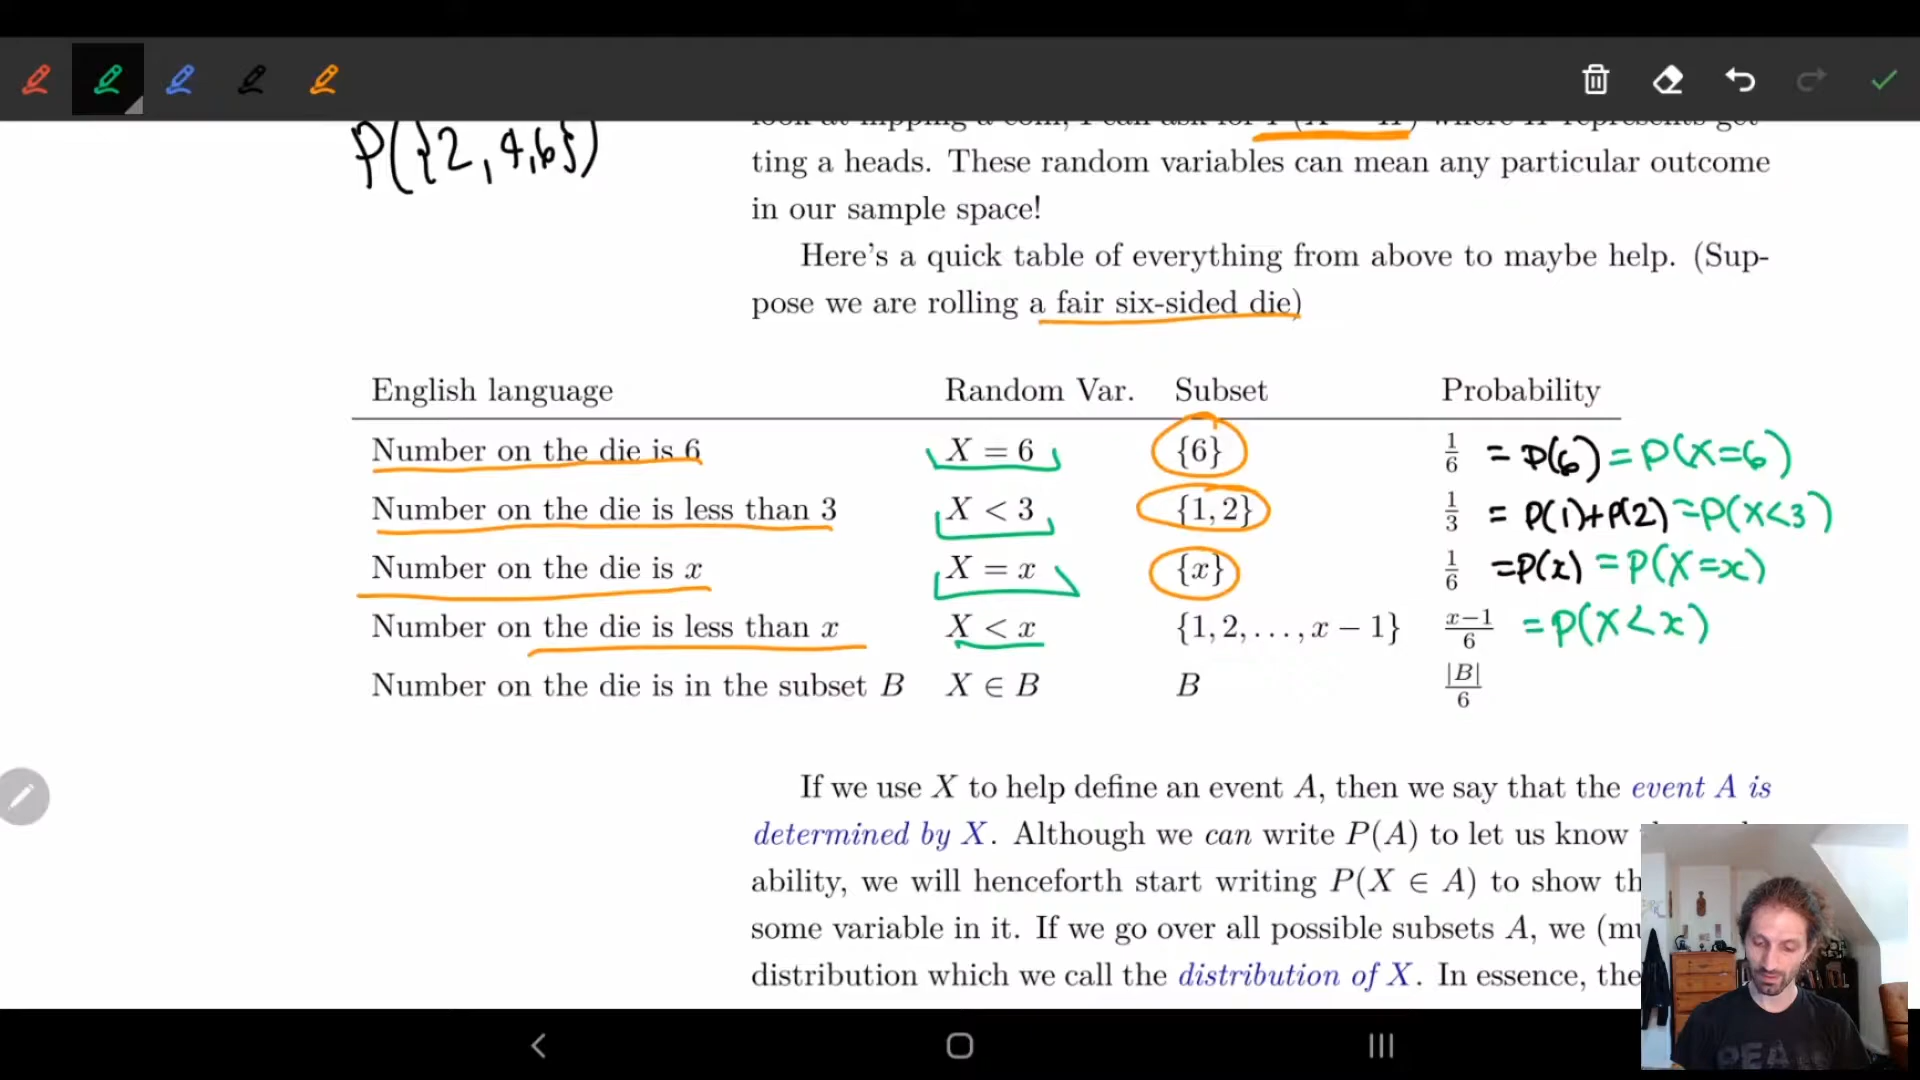 P({2,4,6})
ting a heads. These random variables can mean any particular outcome
in our sample space!
Here's a quick table of everything from above to maybe help. (Sup-
pose we are rolling a fair six-sided die)
English language Random Var. Subset Probability
Number on the die is 6 X = 6 {6} 1/6 = P(6) = P(X=6)
Number on the die is less than 3 X < 3 {1, 2} 1/3 = P(1)+P(2) = P(X<3)
Number on the die is x X = x {x} 1/6 = P(x) = P(X=x)
Number on the die is less than x X < x {1, 2, . . . , x − 1} x−1/6 = P(X<x)
Number on the die is in the subset B X ∈ B B |B|/6
If we use X to help define an event A, then we say that the event A is
determined by X. Although we can write P(A) to let us know
ability, we will henceforth start writing P(X ∈ A) to show
some variable in it. If we go over all possible subsets A, we
distribution which we call the distribution of X. In essence, the